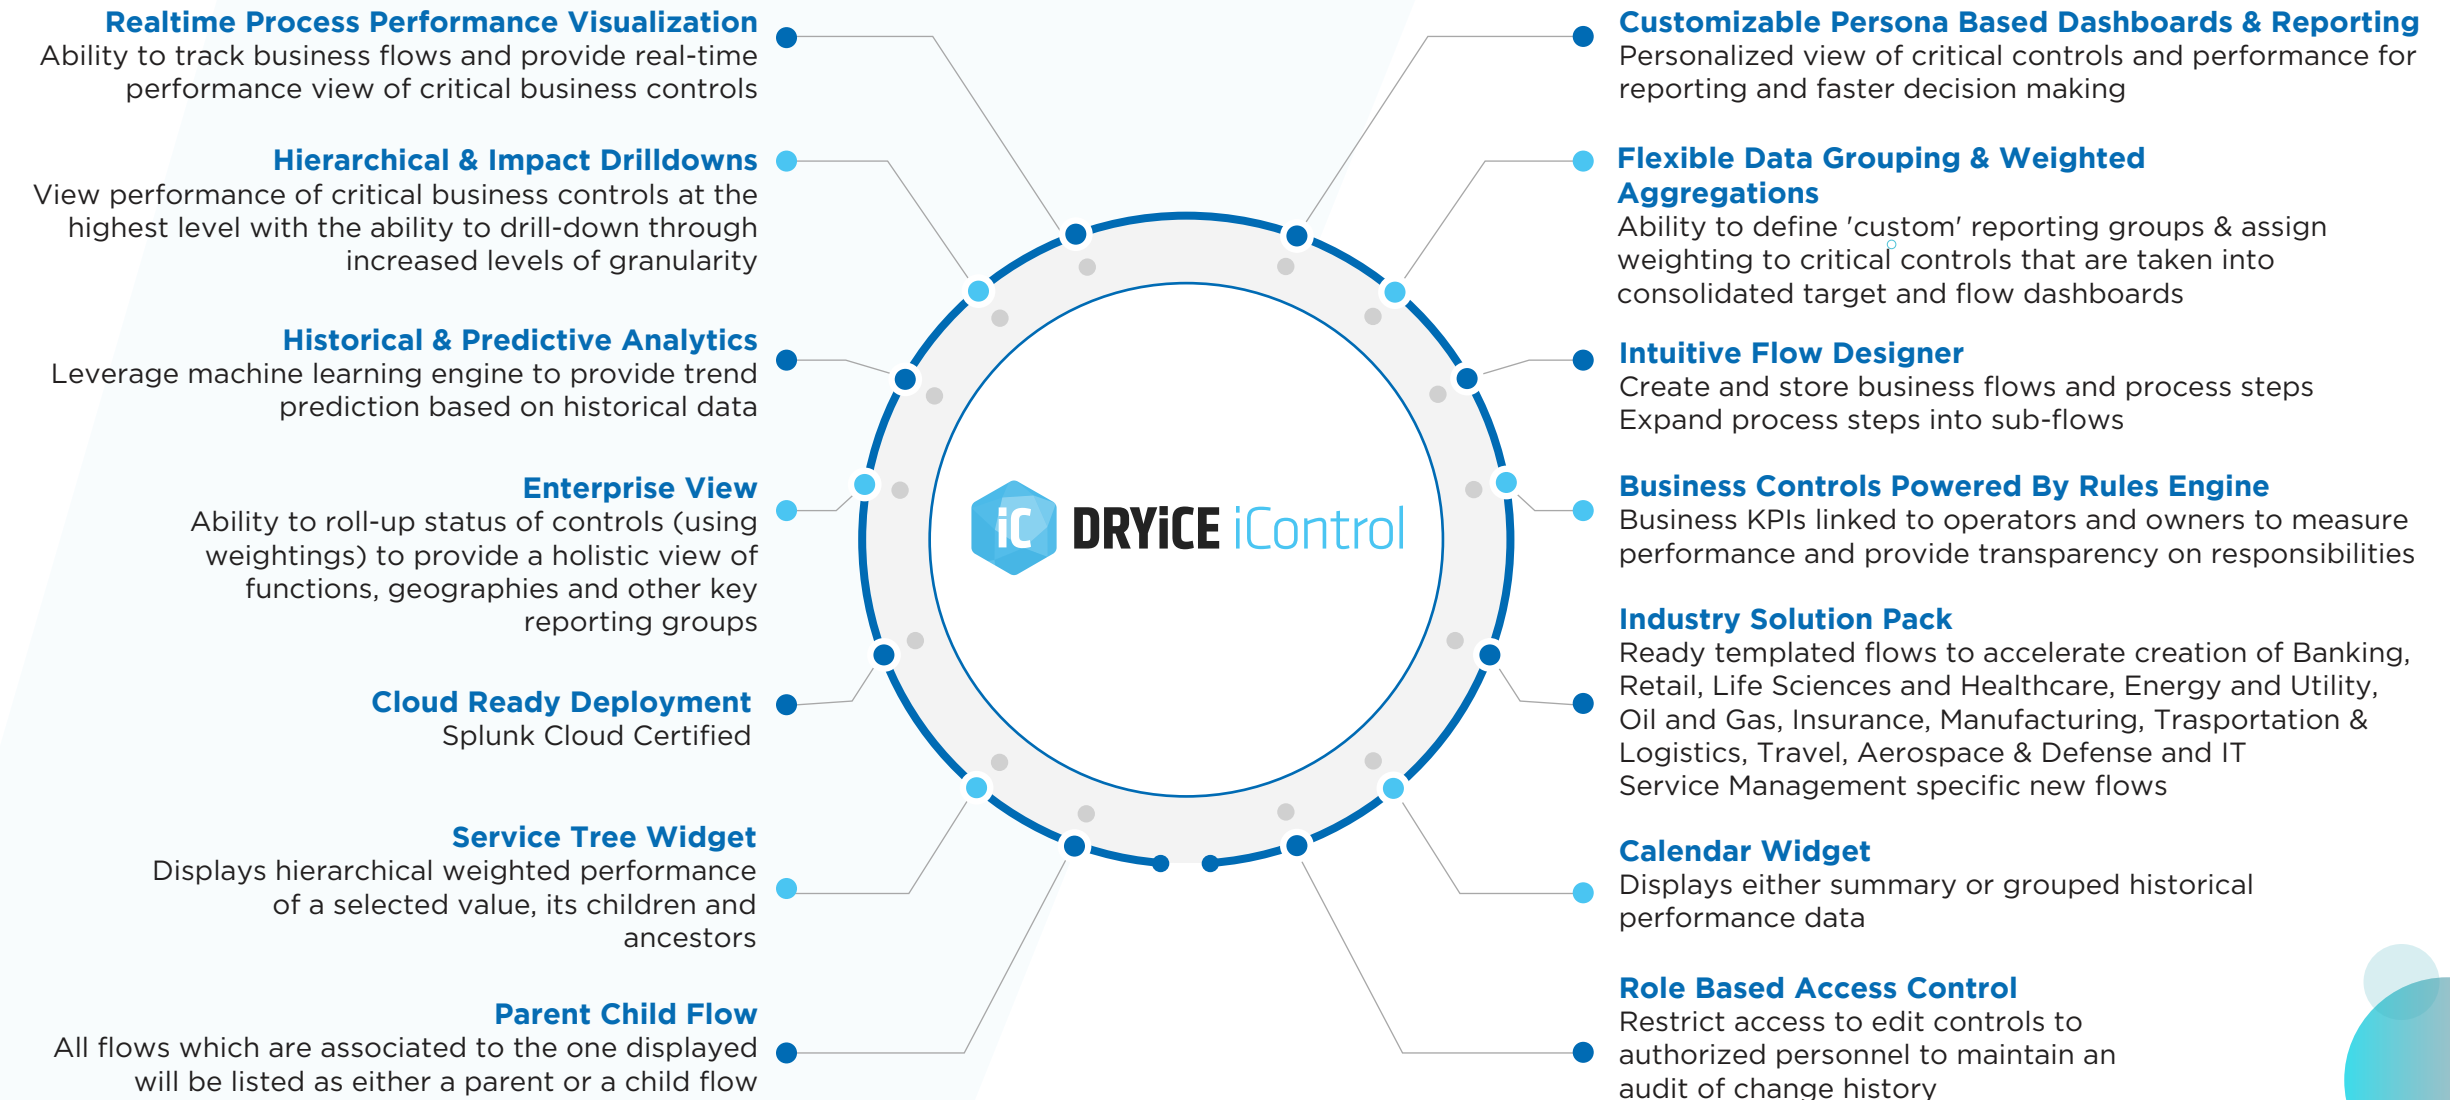 Realtime Process Performance Visualization
Ability to track business flows and provide real-time
performance view of critical business controls
Hierarchical & Impact Drilldowns
View performance of critical business controls at the
highest level with the ability to drill-down through
increased levels of granularity
Historical & Predictive Analytics
Leverage machine learning engine to provide trend
prediction based on historical data
Enterprise View
Ability to roll-up status of controls (using
weightings) to provide a holistic view of
functions, geographies and other key
reporting groups
Cloud Ready Deployment
Splunk Cloud Certified
Service Tree Widget
Displays hierarchical weighted performance
of a selected value, its children and
ancestors
Parent Child Flow
All flows which are associated to the one displayed
will be listed as either a parent or a child flow
iC DRYiCE iControl
Customizable Persona Based Dashboards & Reporting
Personalized view of critical controls and performance for
reporting and faster decision making
Flexible Data Grouping & Weighted
Aggregations
Ability to define 'custom' reporting groups & assign
weighting to critical controls that are taken into
consolidated target and flow dashboards
Intuitive Flow Designer
Create and store business flows and process steps
Expand process steps into sub-flows
Business Controls Powered By Rules Engine
Business KPIs linked to operators and owners to measure
performance and provide transparency on responsibilities
Industry Solution Pack
Ready templated flows to accelerate creation of Banking,
Retail, Life Sciences and Healthcare, Energy and Utility,
Oil and Gas, Insurance, Manufacturing, Trasportation &
Logistics, Travel, Aerospace & Defense and IT
Service Management specific new flows
Calendar Widget
Displays either summary or grouped historical
performance data
Role Based Access Control
Restrict access to edit controls to
authorized personnel to maintain an
audit of change history